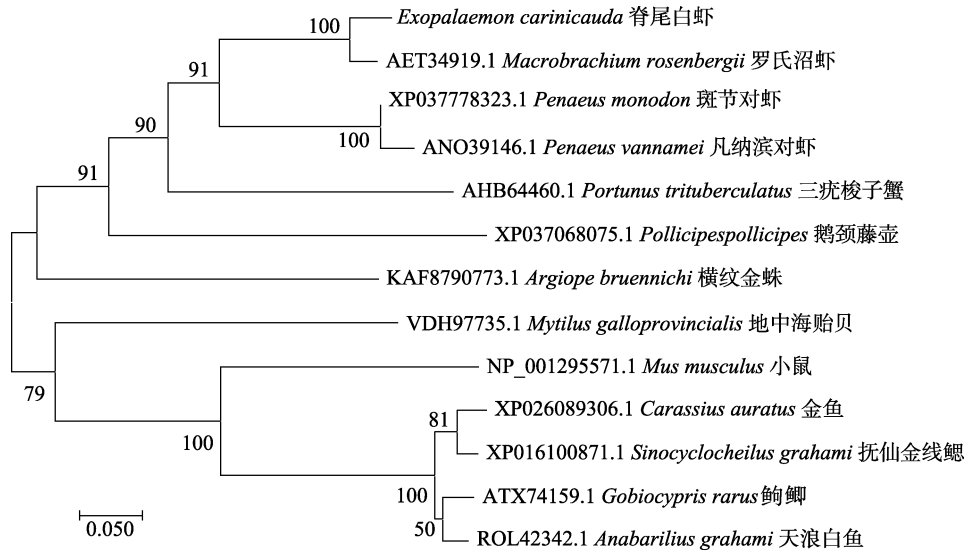 Exopalaemon carinicauda 脊尾白虾
100
AET34919.1 Macrobrachium rosenbergii 罗氏沼虾
91
XP037778323.1 Penaeus monodon 斑节对虾
90
100
ANO39146.1 Penaeus vannamei 凡纳滨对虾
91
AHB64460.1 Portunus trituberculatus 三疣梭子蟹
XP037068075.1 Pollicipespollicipes 鹅颈藤壶
KAF8790773.1 Argiope bruennichi 横纹金蛛
VDH97735.1 Mytilus galloprovincialis 地中海贻贝
NP_001295571.1 Mus musculus 小鼠
79
XP026089306.1 Carassius auratus 金鱼
81
100
XP016100871.1 Sinocyclocheilus grahami 抚仙金线鳃
100
ATX74159.1 Gobiocypris rarus 鮈鲫
50
0.050
ROL42342.1 Anabarilius grahami 天浪白鱼